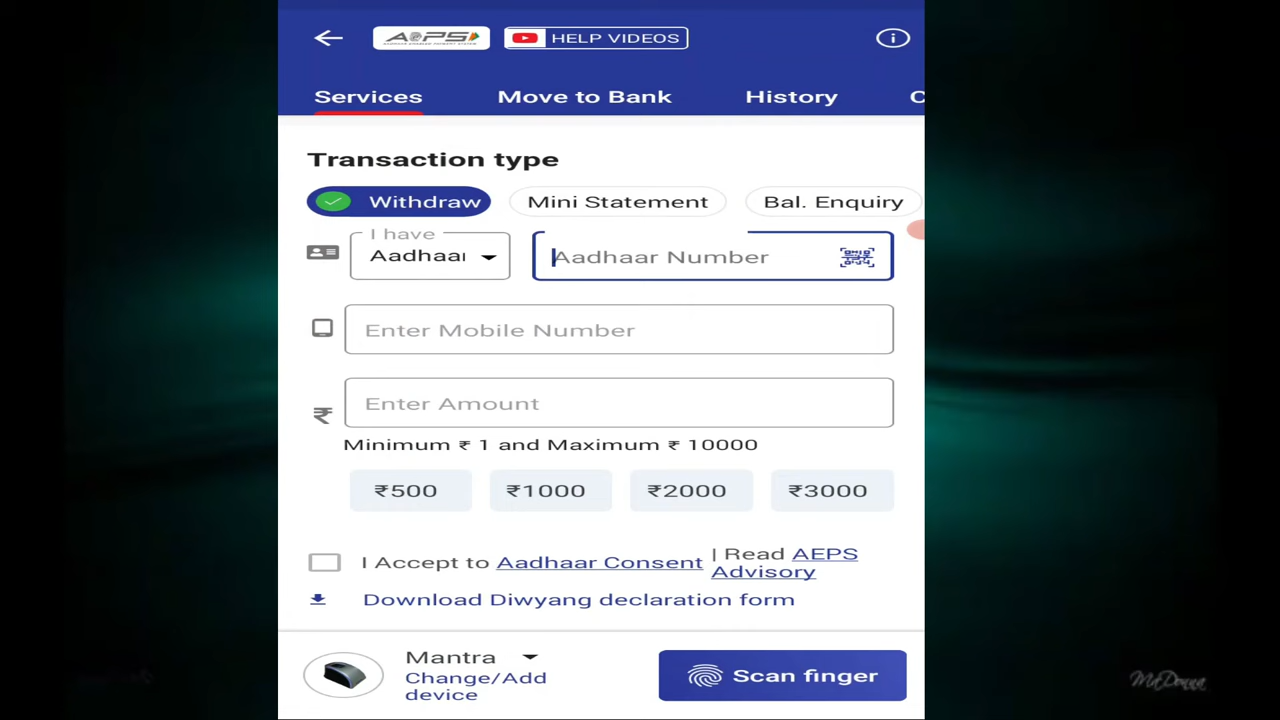 AEPS
HELP VIDEOS
Services Move to Bank History C
Transaction type
Withdraw Mini Statement Bal. Enquiry
I have
Aadhaar Aadhaar Number
Enter Mobile Number
₹ Enter Amount
Minimum ₹ 1 and Maximum ₹ 10000
₹500 ₹1000 ₹2000 ₹3000
I Accept to Aadhaar Consent | Read AEPS
Advisory
Download Diwyang declaration form
Mantra
Change/Add
device
Scan finger
MaDonna